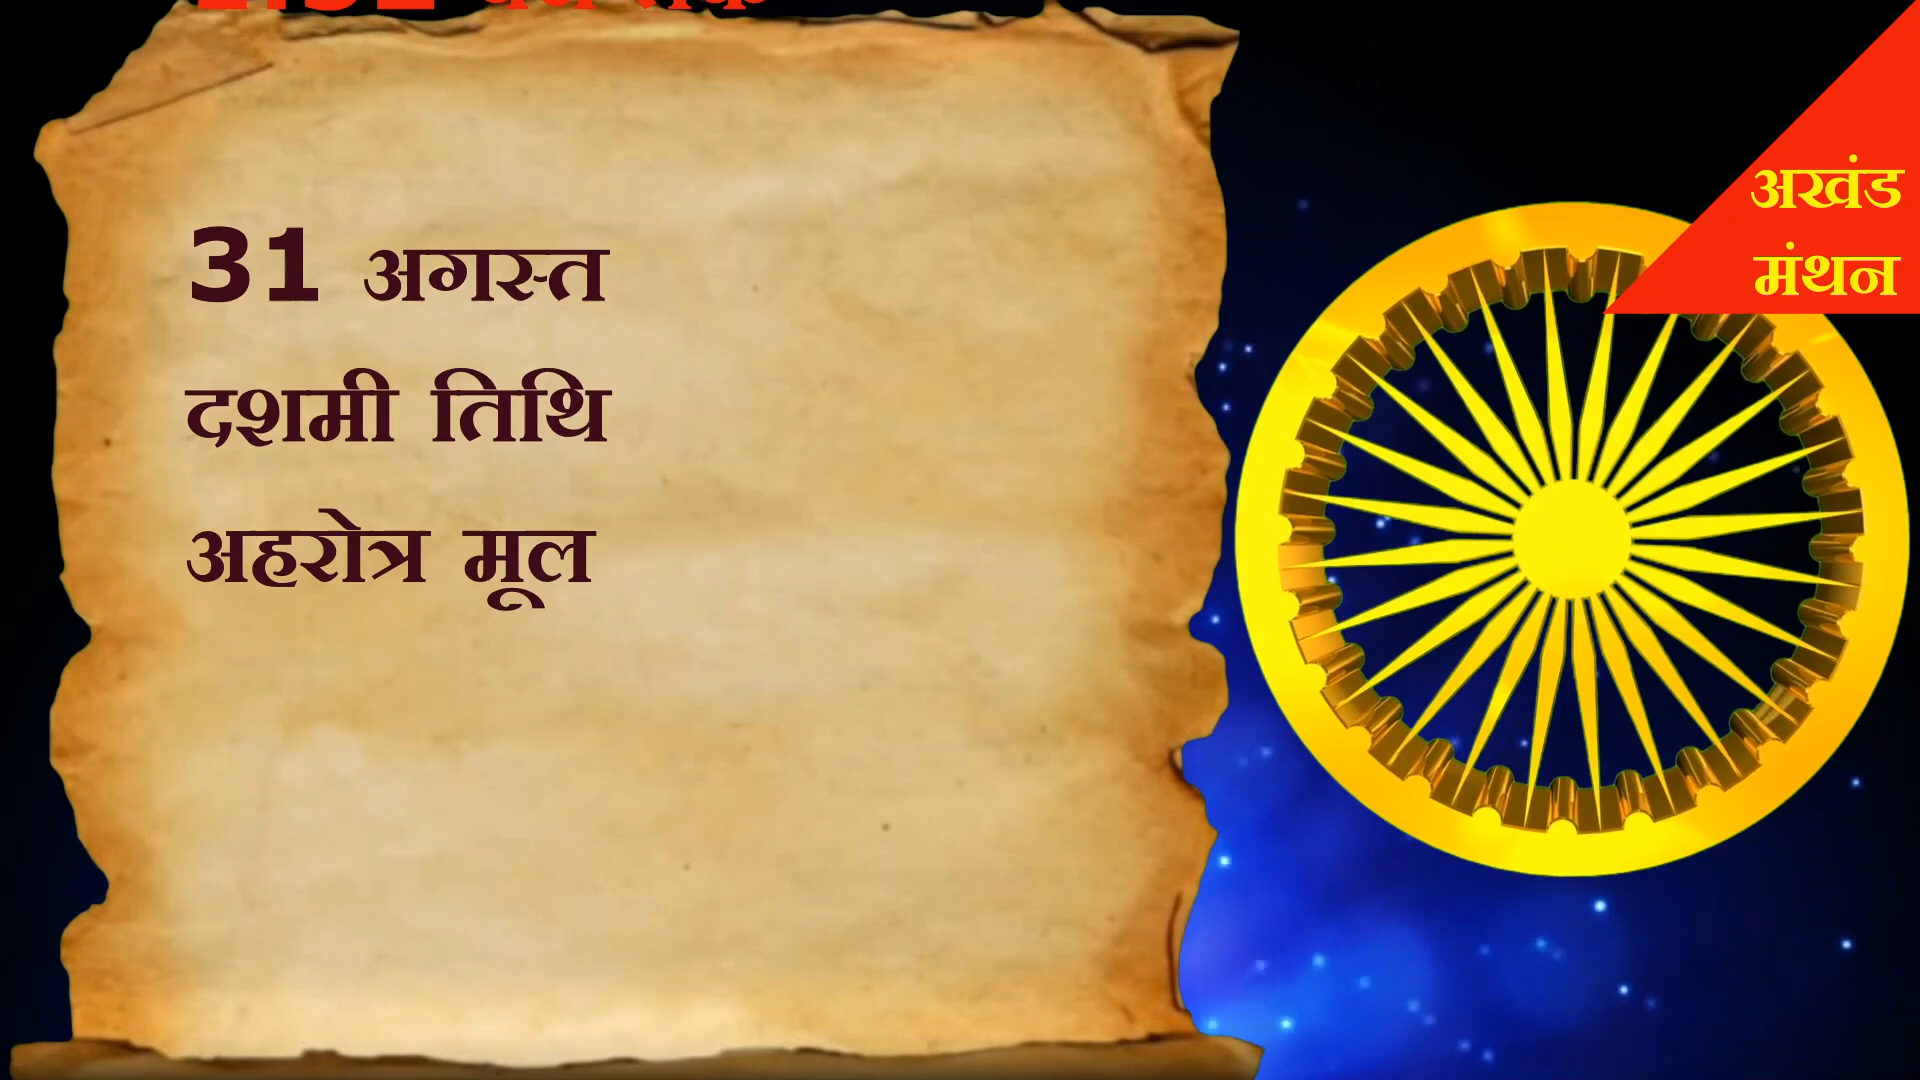 31 अगस्त
दशमी तिथि
अहरोत्र मूल
अखंड
मंथन